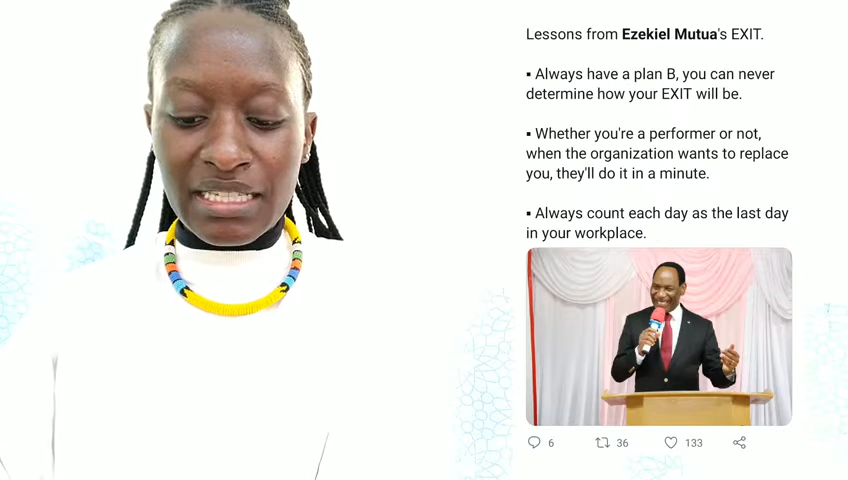 Lessons from Ezekiel Mutua's EXIT.
▪ Always have a plan B, you can never
determine how your EXIT will be.
▪ Whether you're a performer or not,
when the organization wants to replace
you, they'll do it in a minute.
▪ Always count each day as the last day
in your workplace.
6 36 133